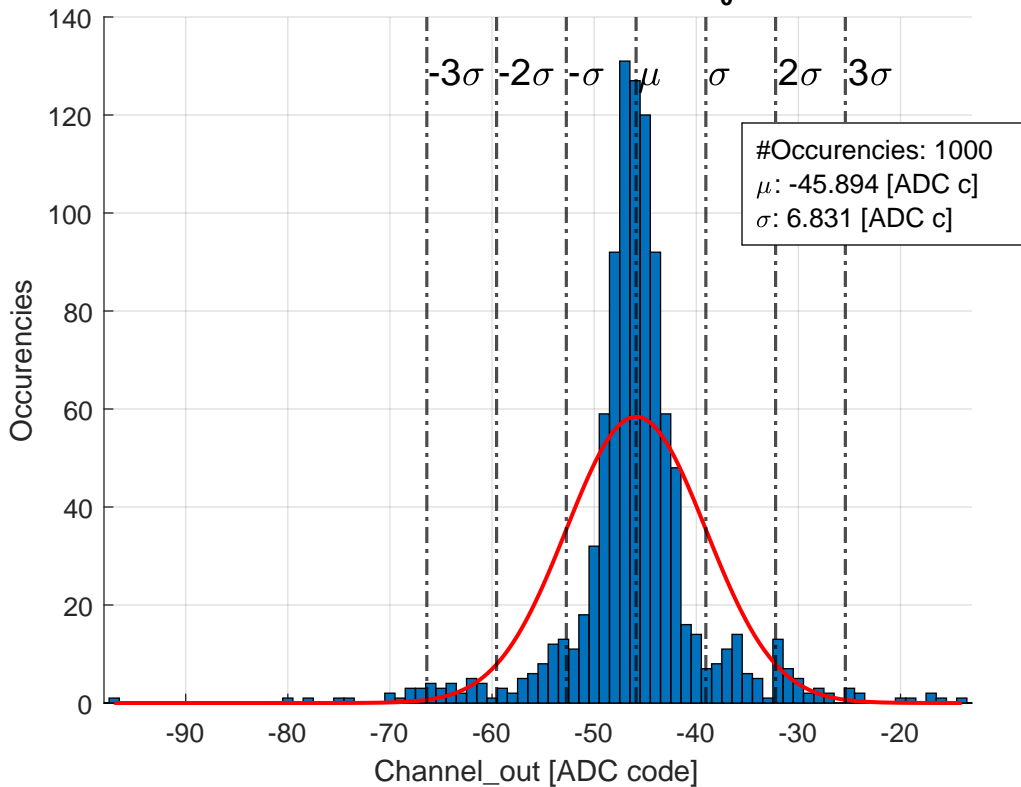 0
140
120
100
80
60
40
20
0
-3σ -2σ -σ μ σ 2σ 3σ
#Occurencies: 1000
μ: -45.894 [ADC c]
σ: 6.831 [ADC c]
Occurencies
-90 -80 -70 -60 -50 -40 -30 -20
Channel_out [ADC code]